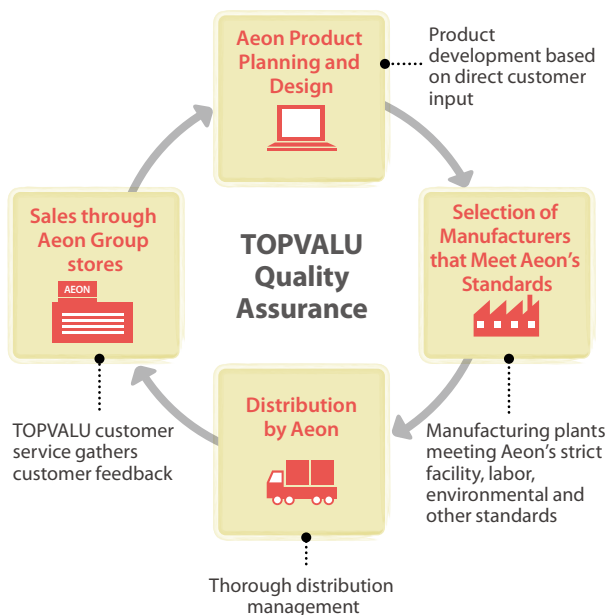 Aeon Product
Planning and
Design
Product
development based
on direct customer
input
Sales through
Aeon Group
stores
AEON
TOPVALU
Quality
Assurance
Selection of
Manufacturers
that Meet Aeon’s
Standards
TOPVALU customer
service gathers
customer feedback
Distribution
by Aeon
Manufacturing plants
meeting Aeon’s strict
facility, labor,
environmental and
other standards
Thorough distribution
management